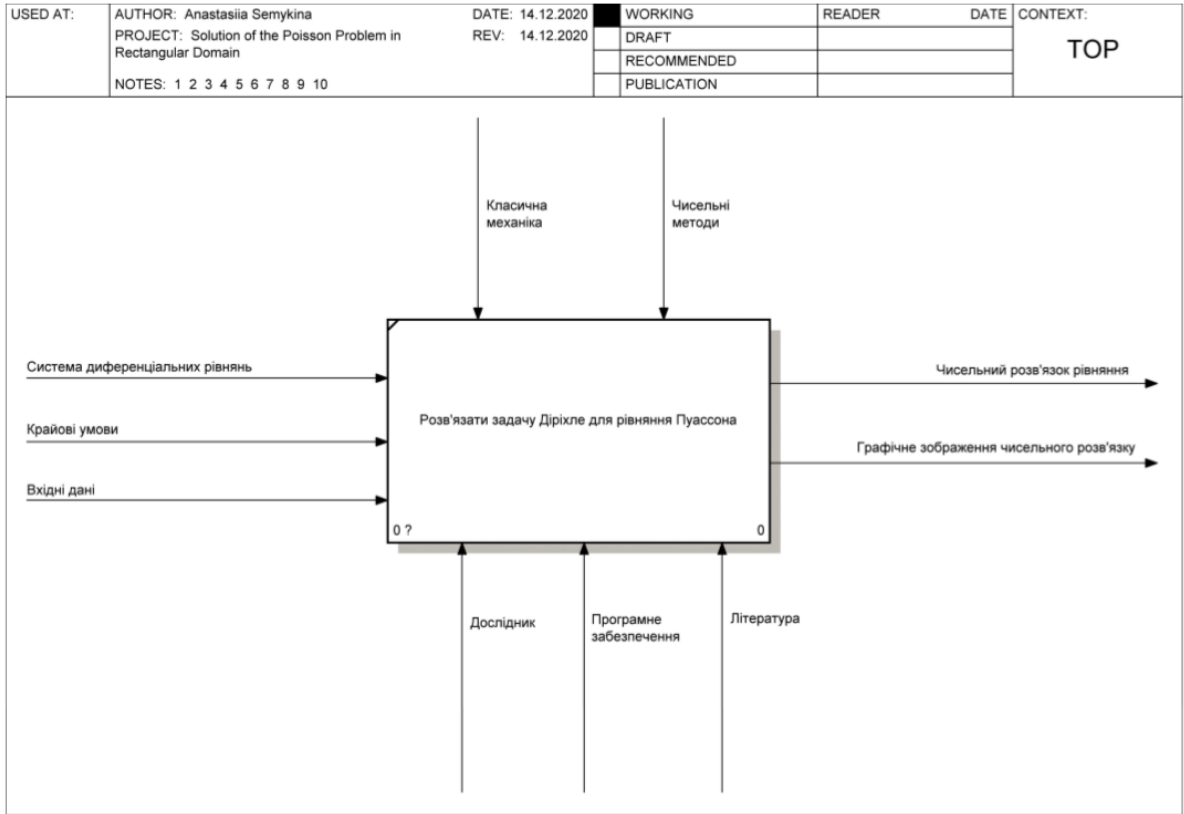 USED AT:
AUTHOR: Anastasiia Semykina
DATE: 14.12.2020
PROJECT: Solution of the Poisson Problem in
Rectangular Domain
REV: 14.12.2020
NOTES: 1 2 3 4 5 6 7 8 9 10
WORKING
DRAFT
RECOMMENDED
PUBLICATION
READER
DATE
CONTEXT:
TOP
Класична
механіка
Чисельні
методи
Система диференціальних рівнянь
Крайові умови
Вхідні дані
Розв'язати задачу Діріхле для рівняння Пуассона
0 ?
0
Чисельний розв'язок рівняння
Графічне зображення чисельного розв'язку
Дослідник
Програмне
забезпечення
Література